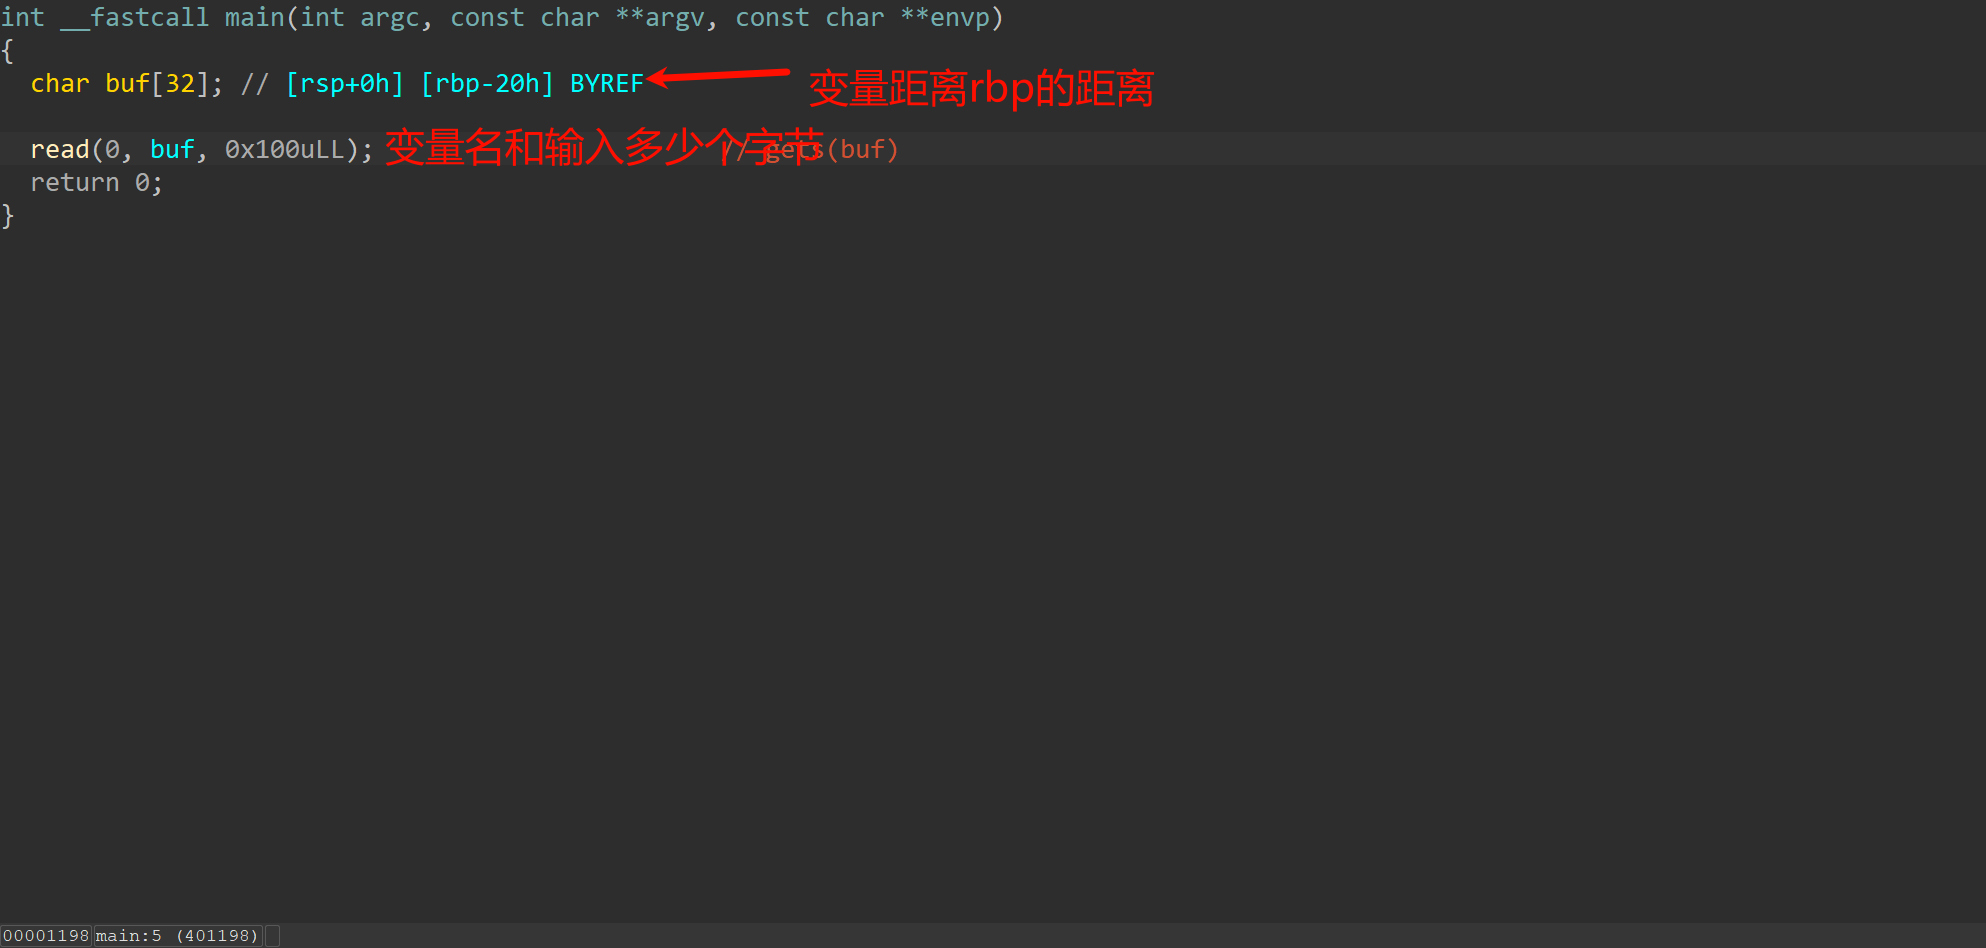 int __fastcall main(int argc, const char **argv, const char **envp)
{
char buf[32]; // [rsp+0h] [rbp-20h] BYREF 变量距离rbp的距离
read(0, buf, 0x100uLL); 变量名和输入多少个字节 // gets(buf)
return 0;
}
00001198 main:5 (401198)